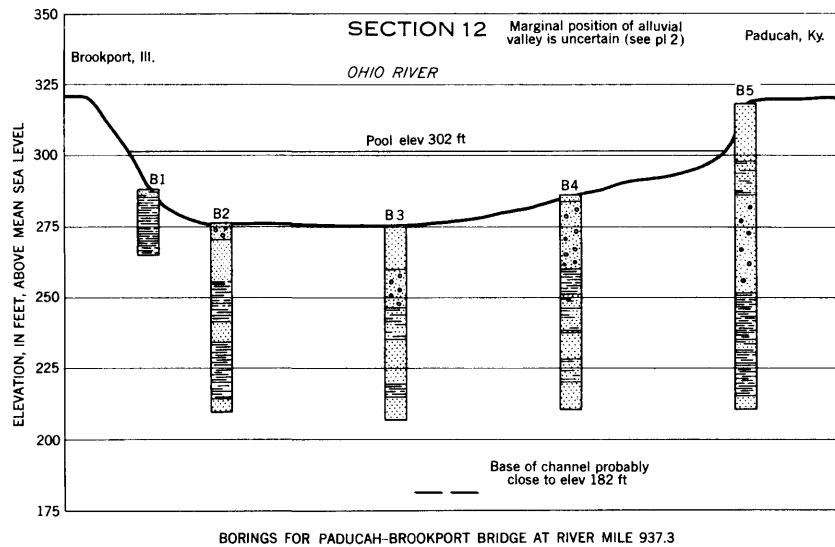 SECTION 12
Marginal position of alluvial
valley is uncertain (see pl 2)
Paducah, Ky.
Brookport, Ill.
OHIO RIVER
325
300
275
250
225
200
175
ELEVATION, IN FEET, ABOVE MEAN SEA LEVEL
Pool elev 302 ft
B1
B2
B3
B4
B5
Base of channel probably
close to elev 182 ft
BORINGS FOR PADUCAH-BROOKPORT BRIDGE AT RIVER MILE 937.3